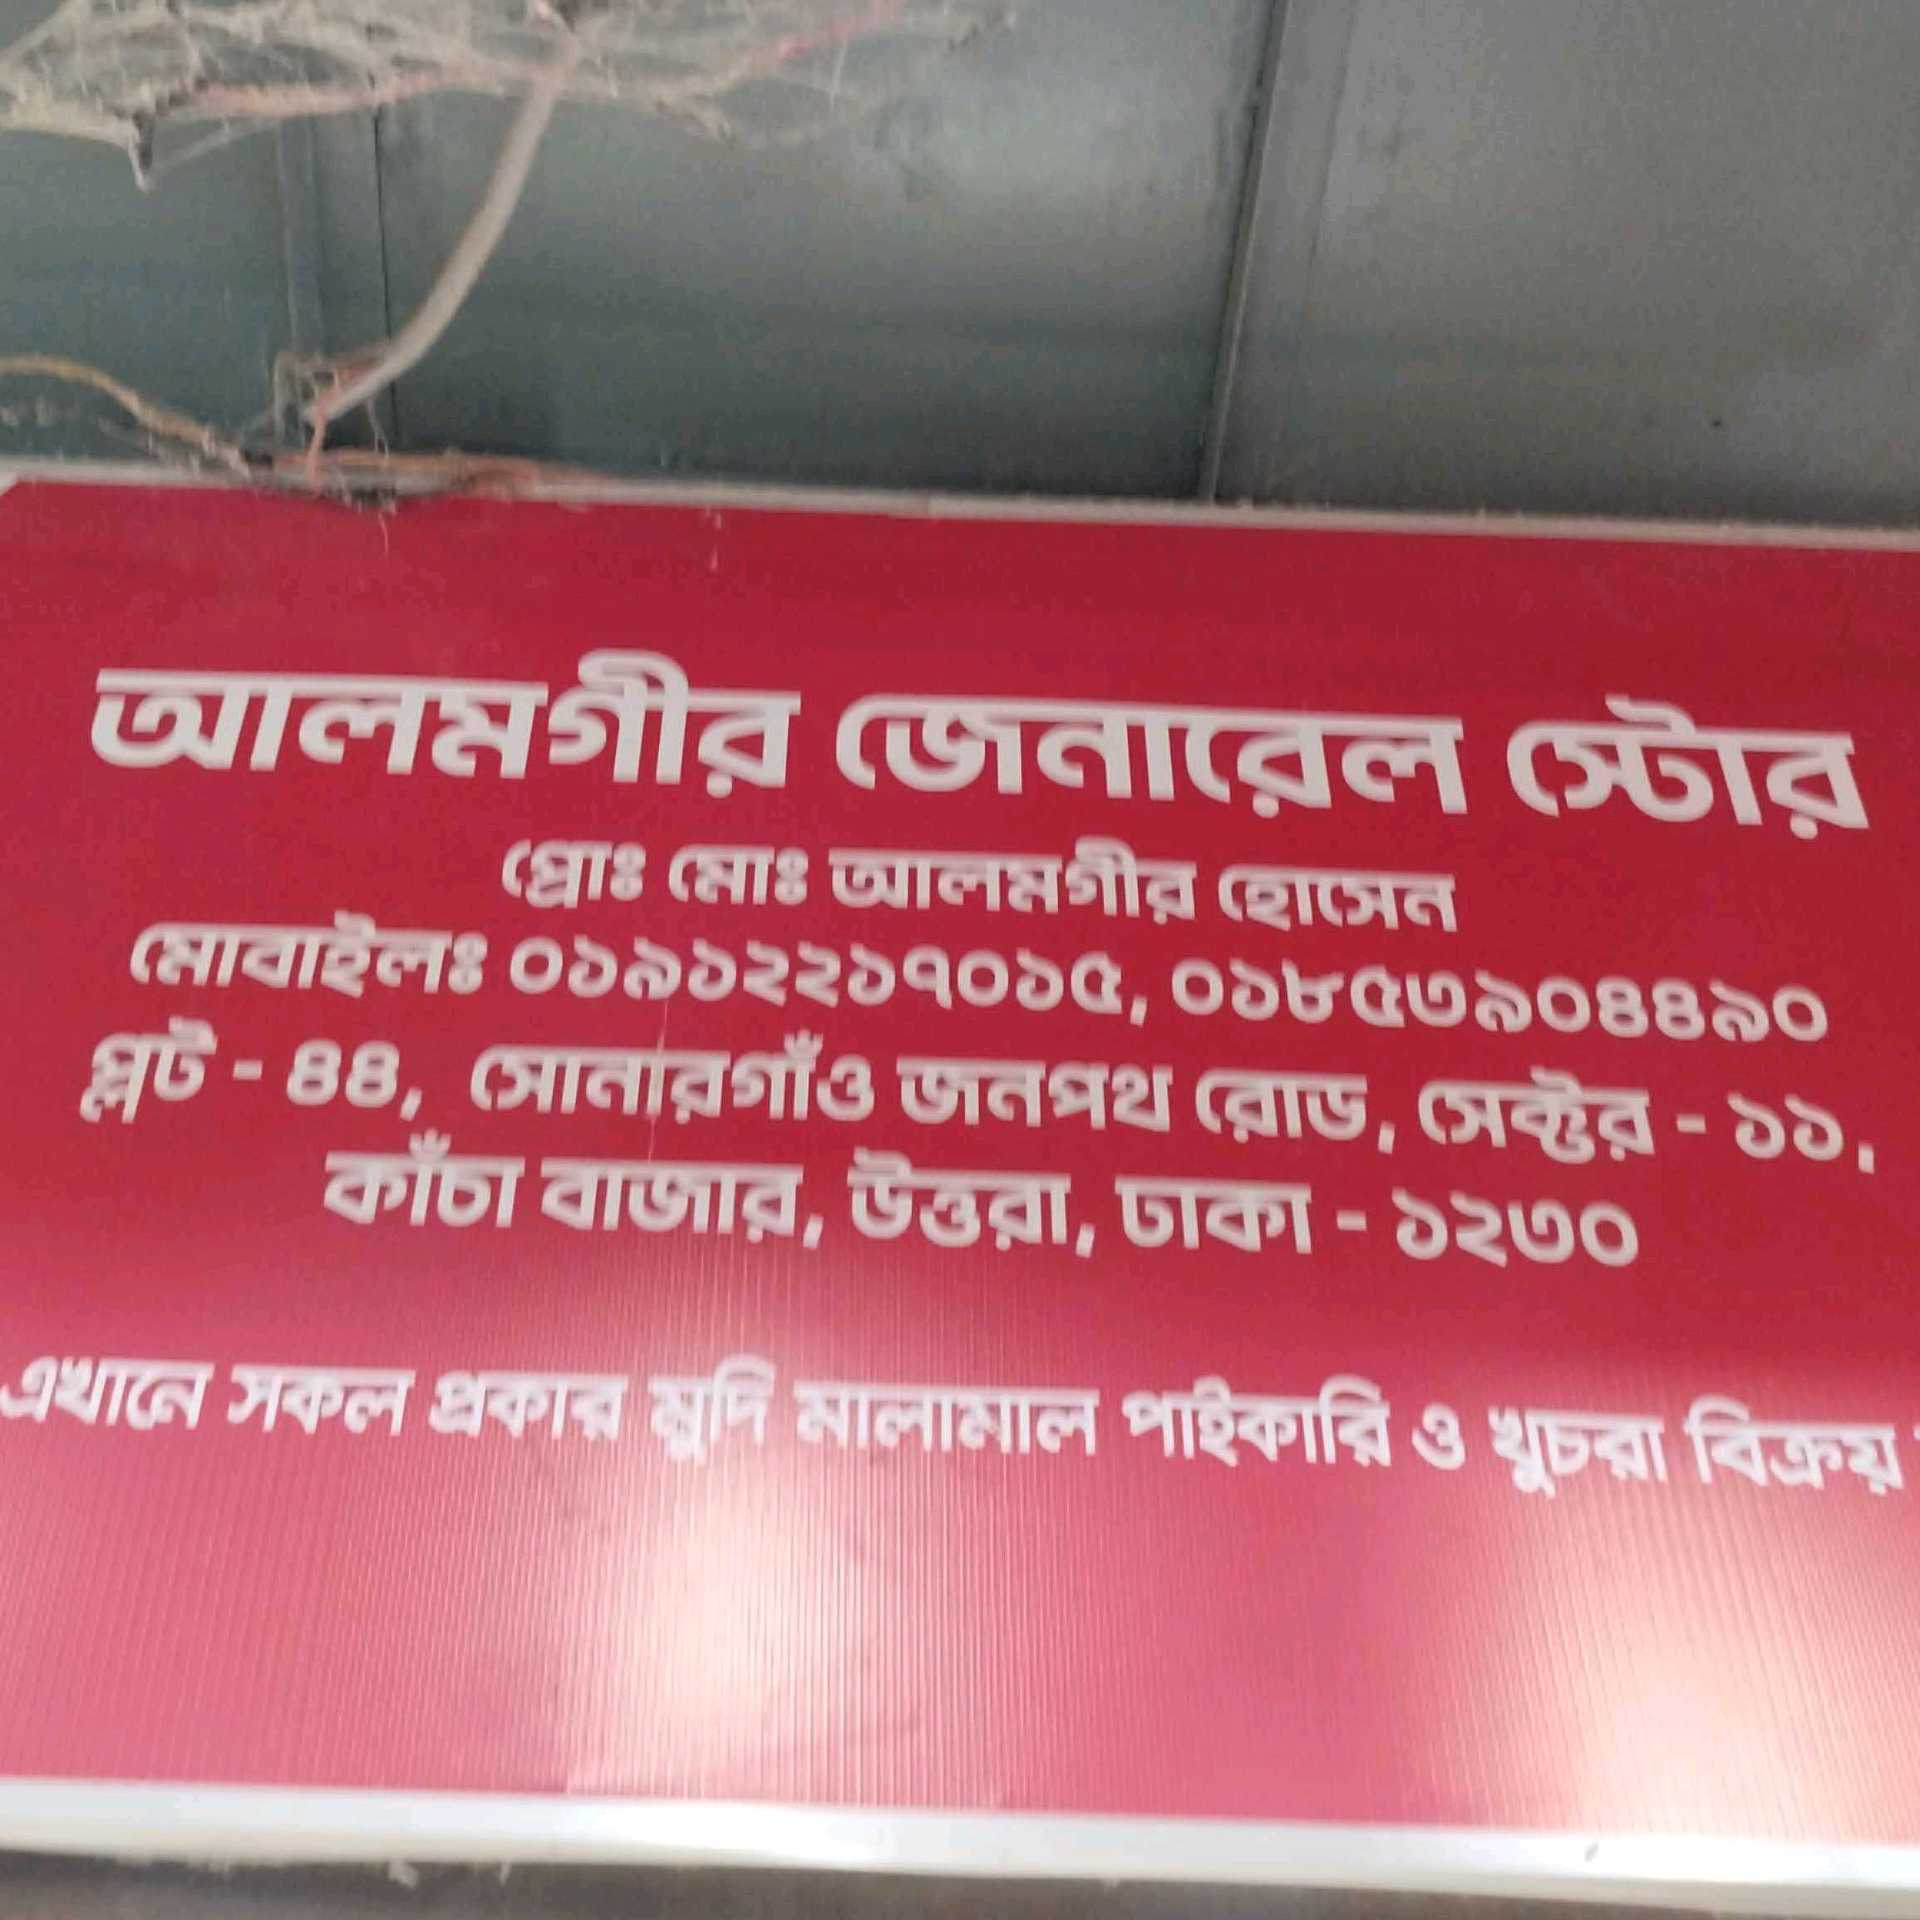 আলমগীর জেনারেল স্টোর
প্রোঃ মোঃ আলমগীর হোসেন
মোবাইলঃ ০১৯১২২১৭০১৫, ০১৮৫৩৯০৪৪৯০
প্লট - ৪৪, সোনারগাঁও জনপথ রোড, সেক্টর - ১১,
কাঁচা বাজার, উত্তরা, ঢাকা - ১২৩০
এখানে সকল প্রকার মুদি মালামাল পাইকারি ও খুচরা বিক্রয়